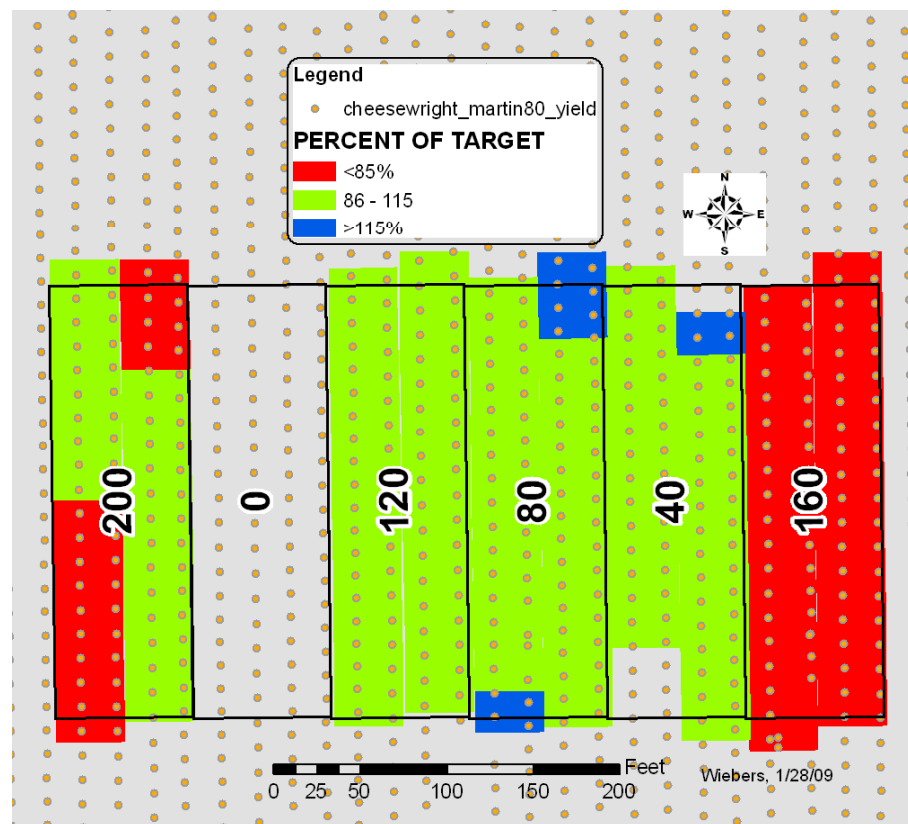 Legend
cheesewright_martin80_yield
PERCENT OF TARGET
<85%
86 - 115
>115%
N
W E
S
200
0
120
80
40
160
Feet
0 25 50 100 150 200
Wiebers, 1/28/09